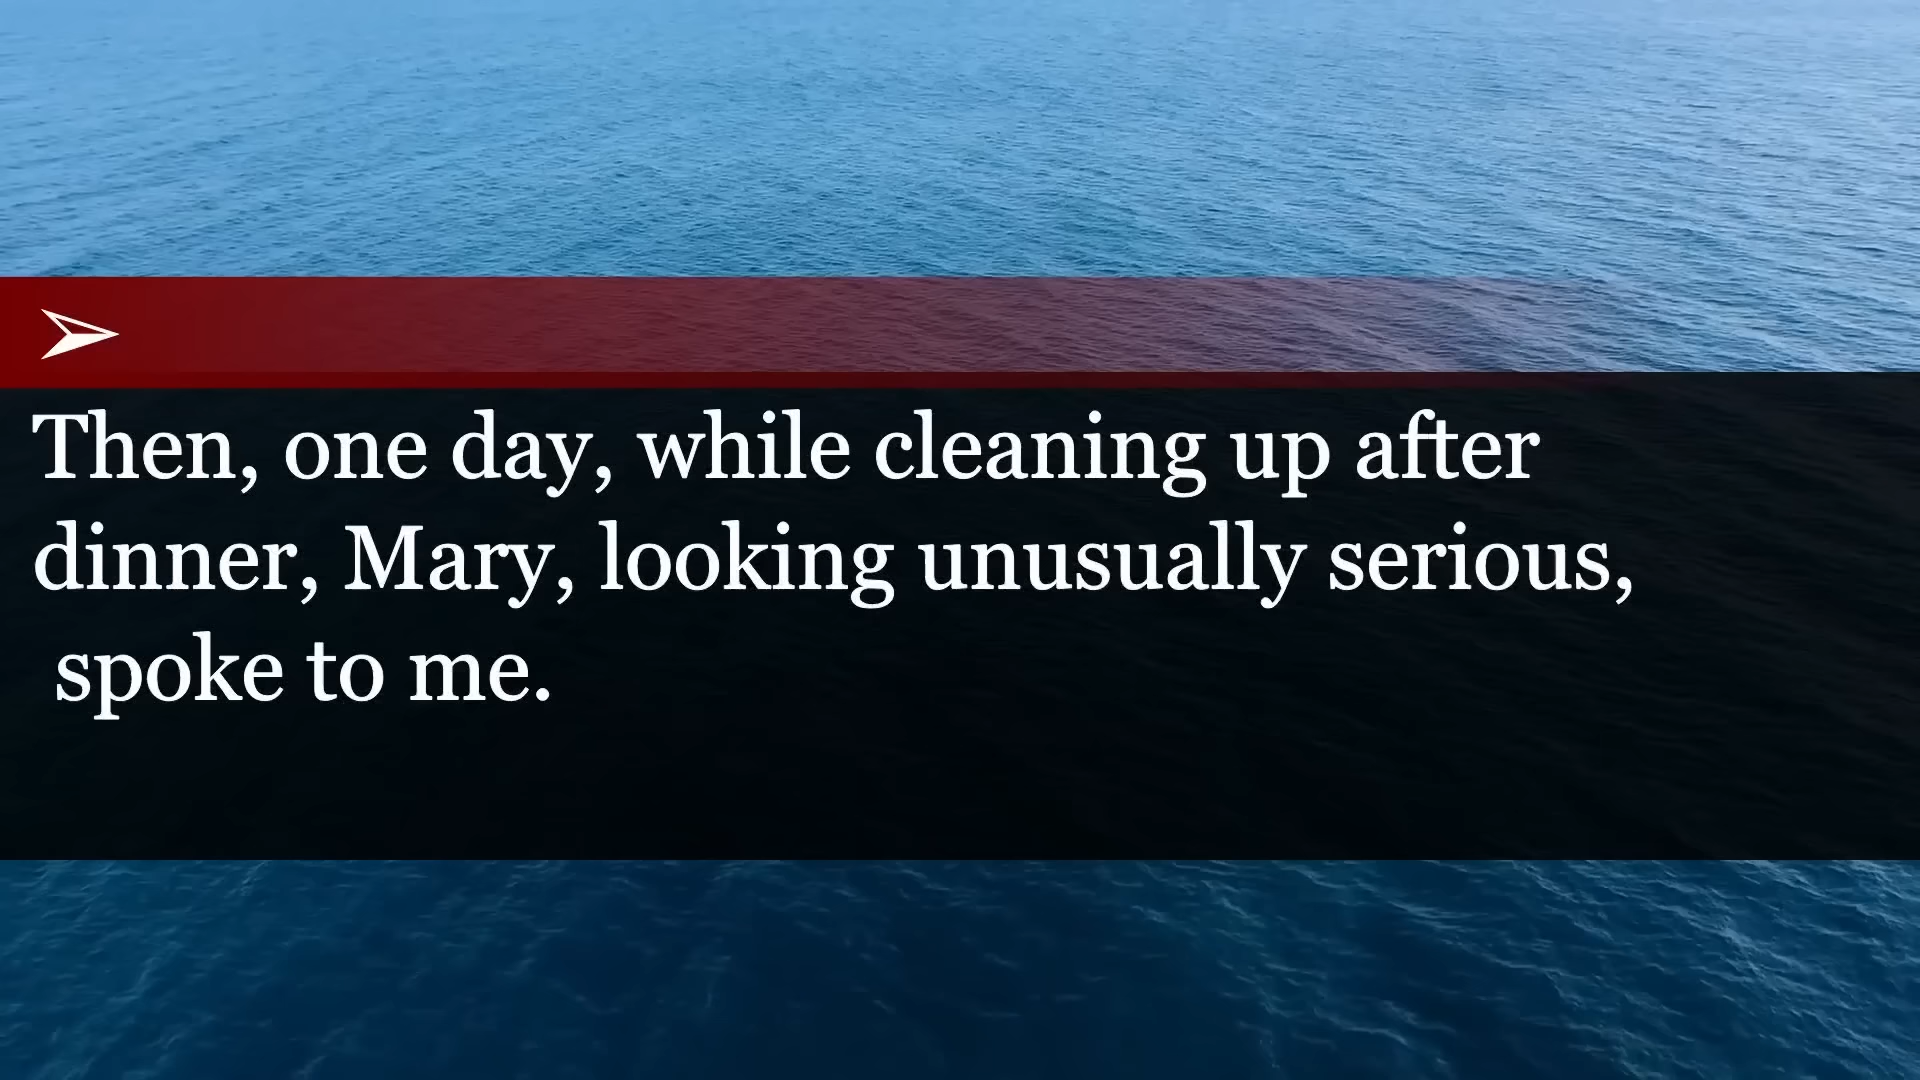 Then, one day, while cleaning up after
dinner, Mary, looking unusually serious,
spoke to me.